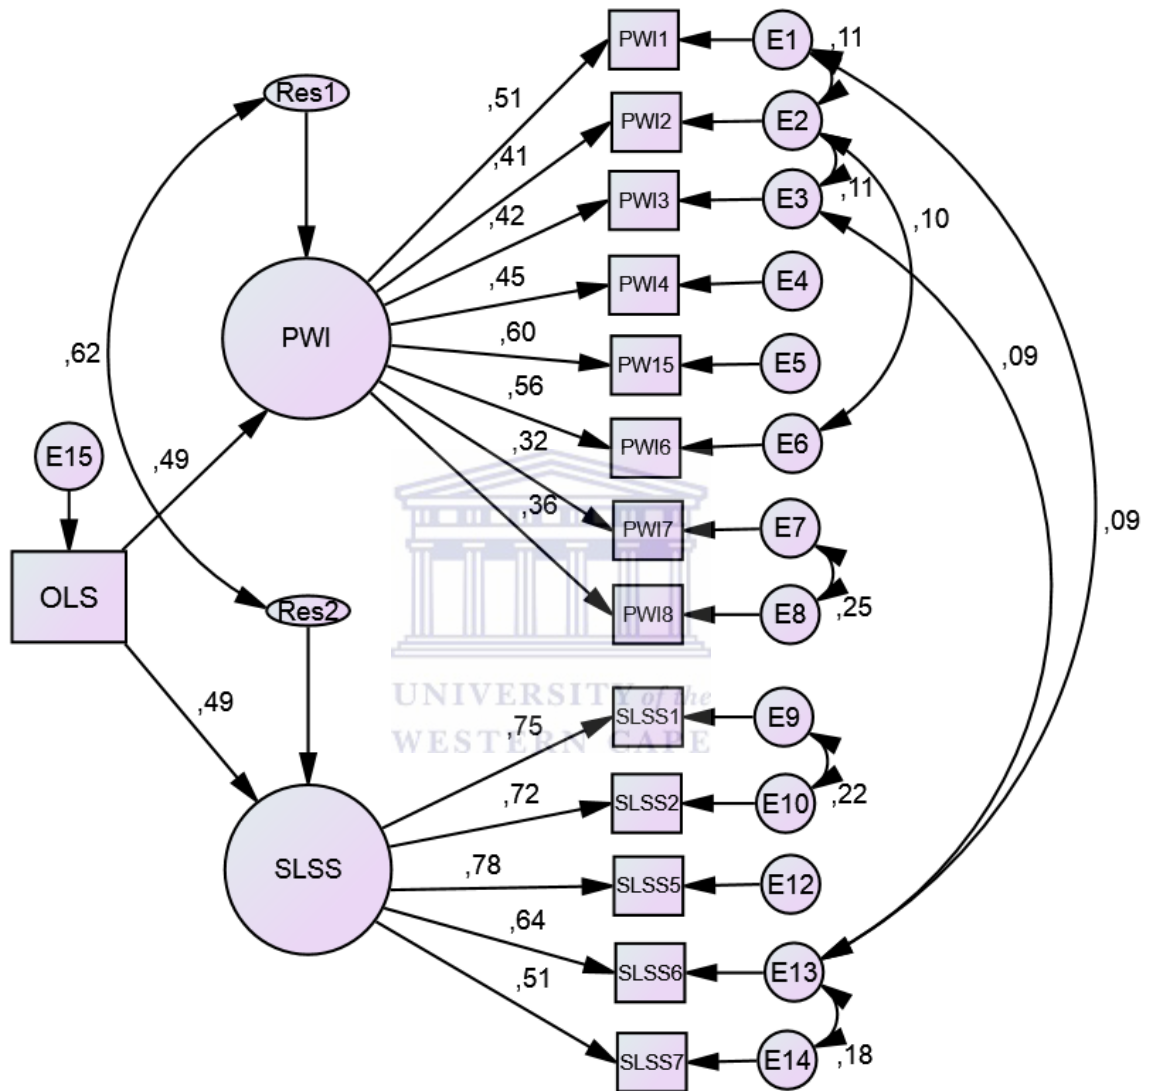 PWI1
E1
,11
Res1
,51
PWI2
E2
,41
PWI3
E3
,11
,10
,42
,45
PWI4
E4
PWI
,60
PW15
E5
,09
,62
,56
PWI6
E6
E15
,49
,32
,36
PWI7
E7
,09
OLS
Res2
PWI8
E8
,25
UNIVERSITY of the
WESTERN CAPE
,49
,75
SLSS1
E9
,72
SLSS2
E10
,22
SLSS
,78
SLSS5
E12
,64
SLSS6
E13
,51
SLSS7
E14
,18